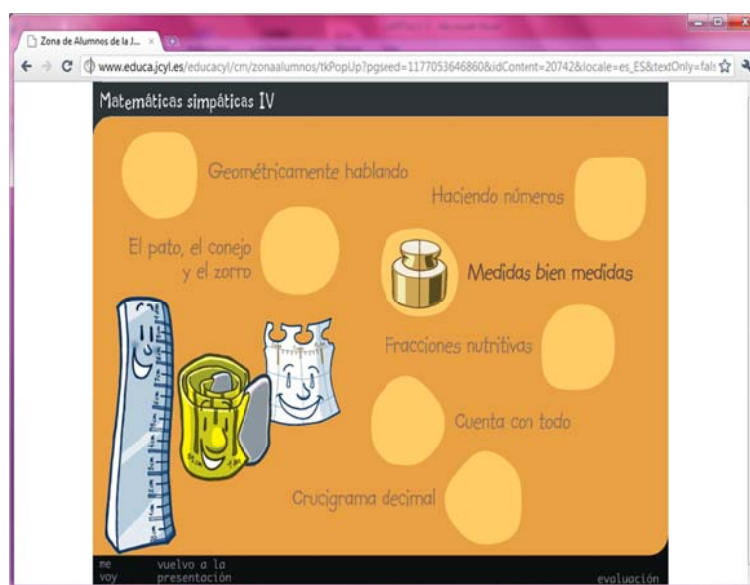 Zona de Alumnos de la J...
www.educa.jcyl.es/educacyl/cm/zonaalumnos/tkPopUp?pgseed=1177053646860&idContent=20742&locale=es_ES&textOnly=fals
Matemáticas simpáticas IV
Geométricamente hablando
Haciendo números
El pato, el conejo
y el zorro
Medidas bien medidas
Fracciones nutritivas
Cuenta con todo
Crucigrama decimal
me
voy
vuelvo a la
presentación
evaluación